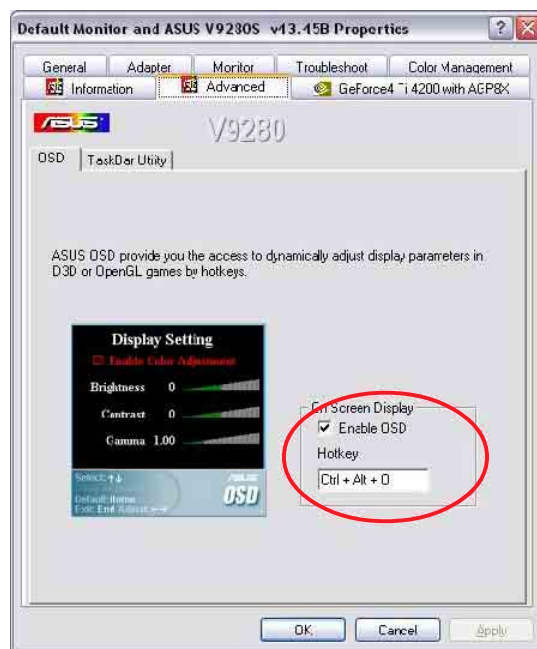 Default Monitor and ASUS V9280S v43.45B Properties
General Adapter Monitor Troubleshoot Color Management
Information Advanced GeForce4 Ti 4200 with AGP8X
ASUS V9280
OSD TaskBar Utility
ASUS OSD provide you the access to dynamically adjust display parameters in
D3D or OpenGL games by hotkeys.
Display Setting
Enable Color Adjustment
Brightness 0
Contrast 0
Gamma 1.00
Select: ↑↓
Default: Home
Exit: End Adjust: ←→
ASUS
OSD
On Screen Display
Enable OSD
Hotkey
Ctrl + Alt + O
OK Cancel Apply